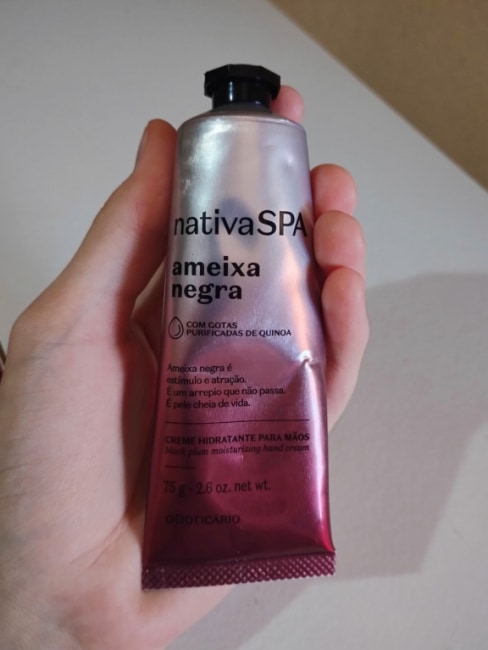 nativaSPA
ameixa
negra
COM GOTAS
PURIFICADAS DE QUINOA
Ameixa negra é
estímulo e atração.
É um arrepio que não passa.
É pele cheia de vida.
CREME HIDRATANTE PARA MÃOS
black plum moisturizing hand cream
75 g - 2.6 oz. net wt.
oBOTICÁRIO